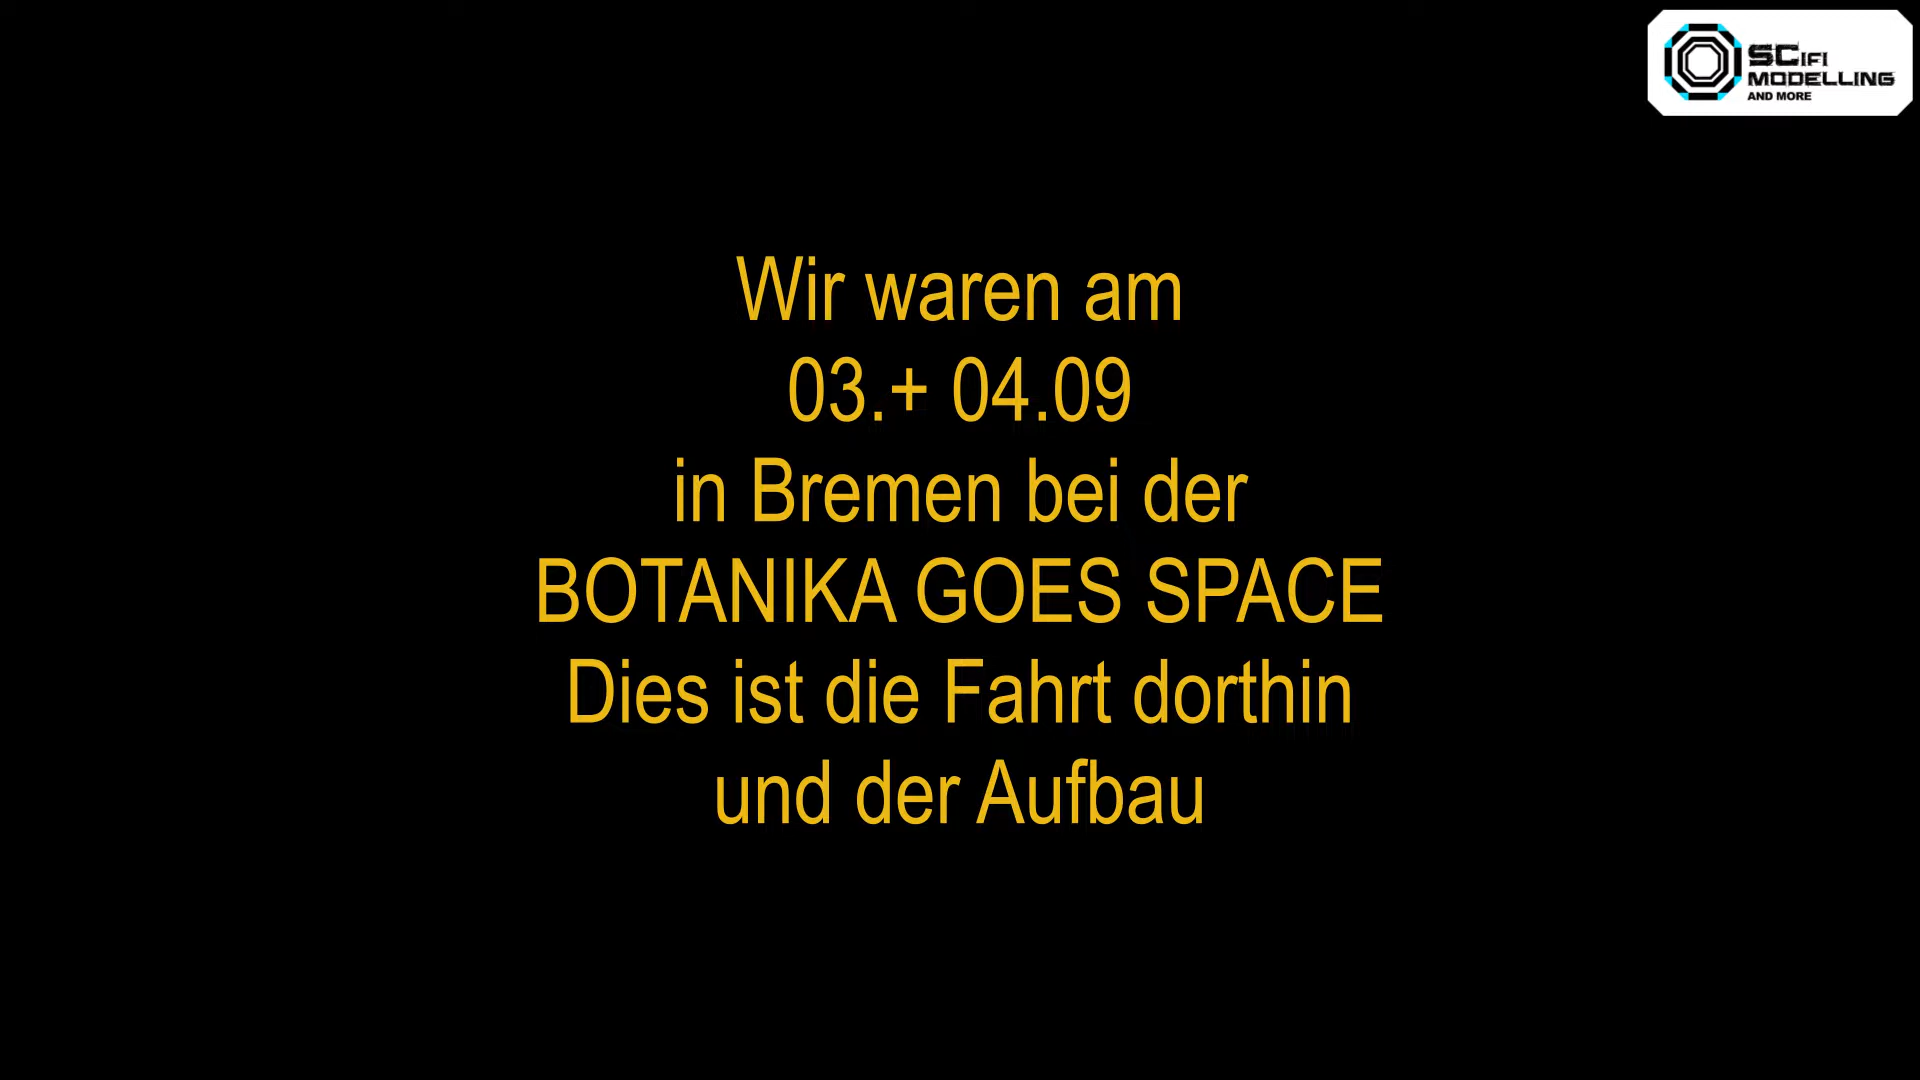 SCIFI
MODELLING
AND MORE
Wir waren am
03.+ 04.09
in Bremen bei der
BOTANIKA GOES SPACE
Dies ist die Fahrt dorthin
und der Aufbau